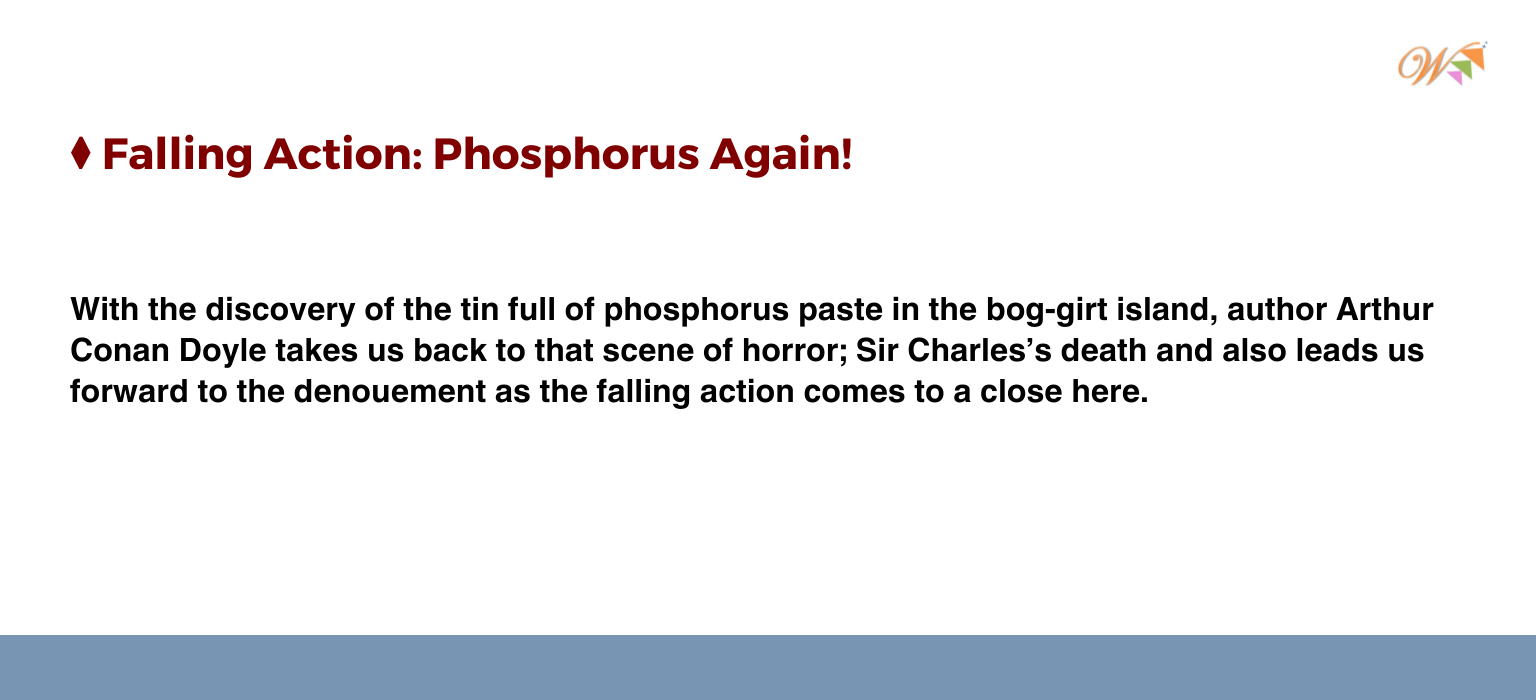 Falling Action: Phosphorus Again!
With the discovery of the tin full of phosphorus paste in the bog-girt island, author Arthur
Conan Doyle takes us back to that scene of horror; Sir Charles’s death and also leads us
forward to the denouement as the falling action comes to a close here.